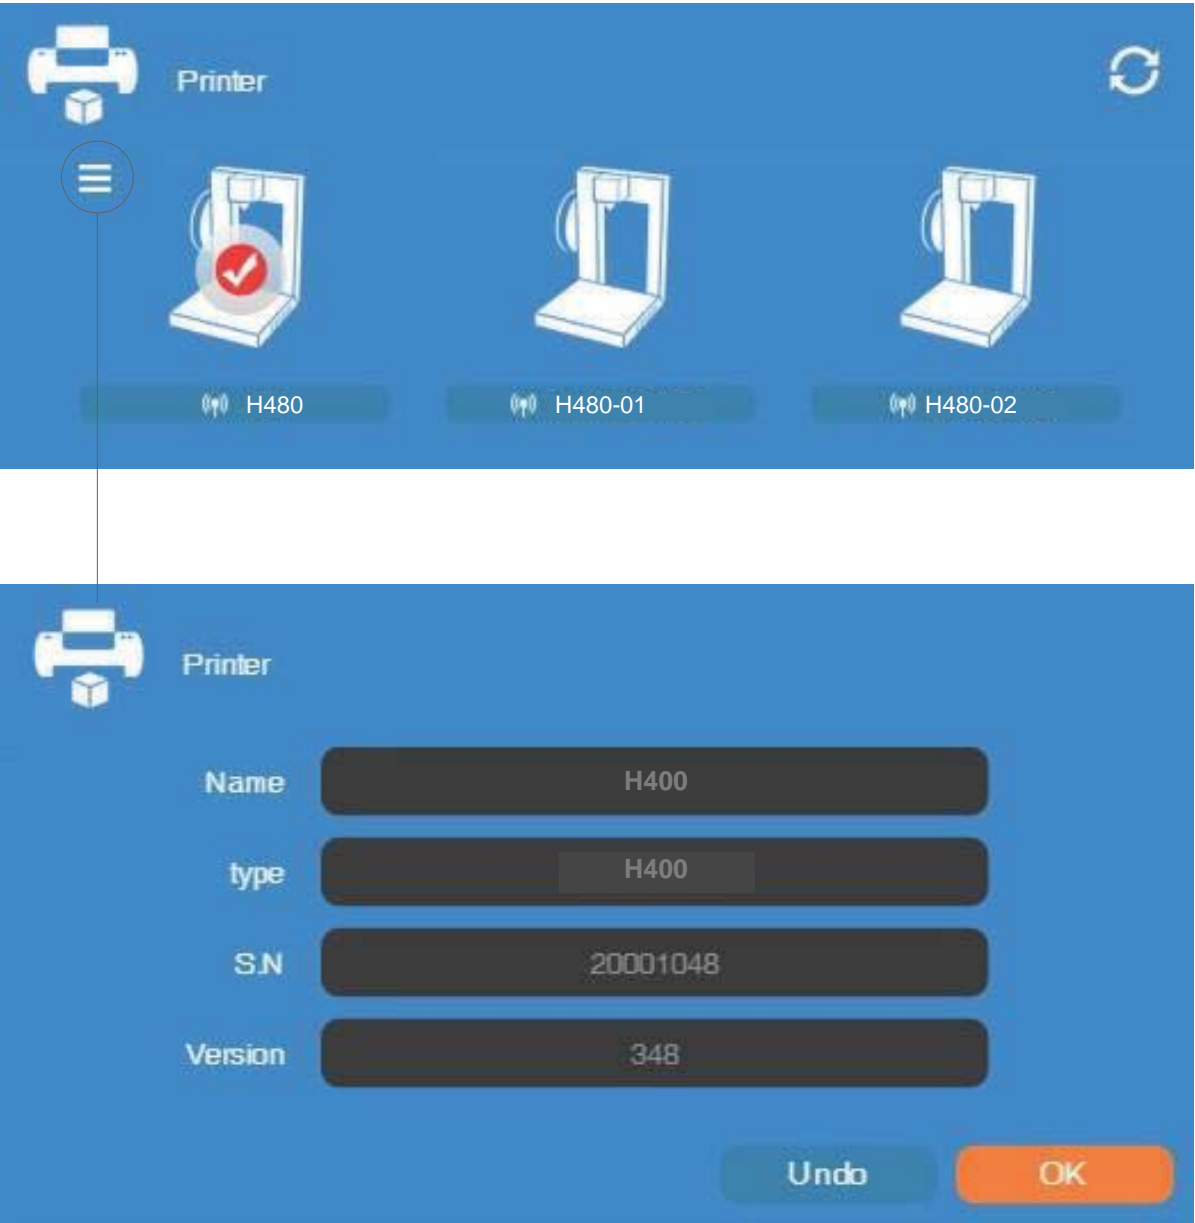 Printer
H480
H480-01
H480-02
Printer
Name H400
type H400
S.N 20001048
Version 348
Undo OK